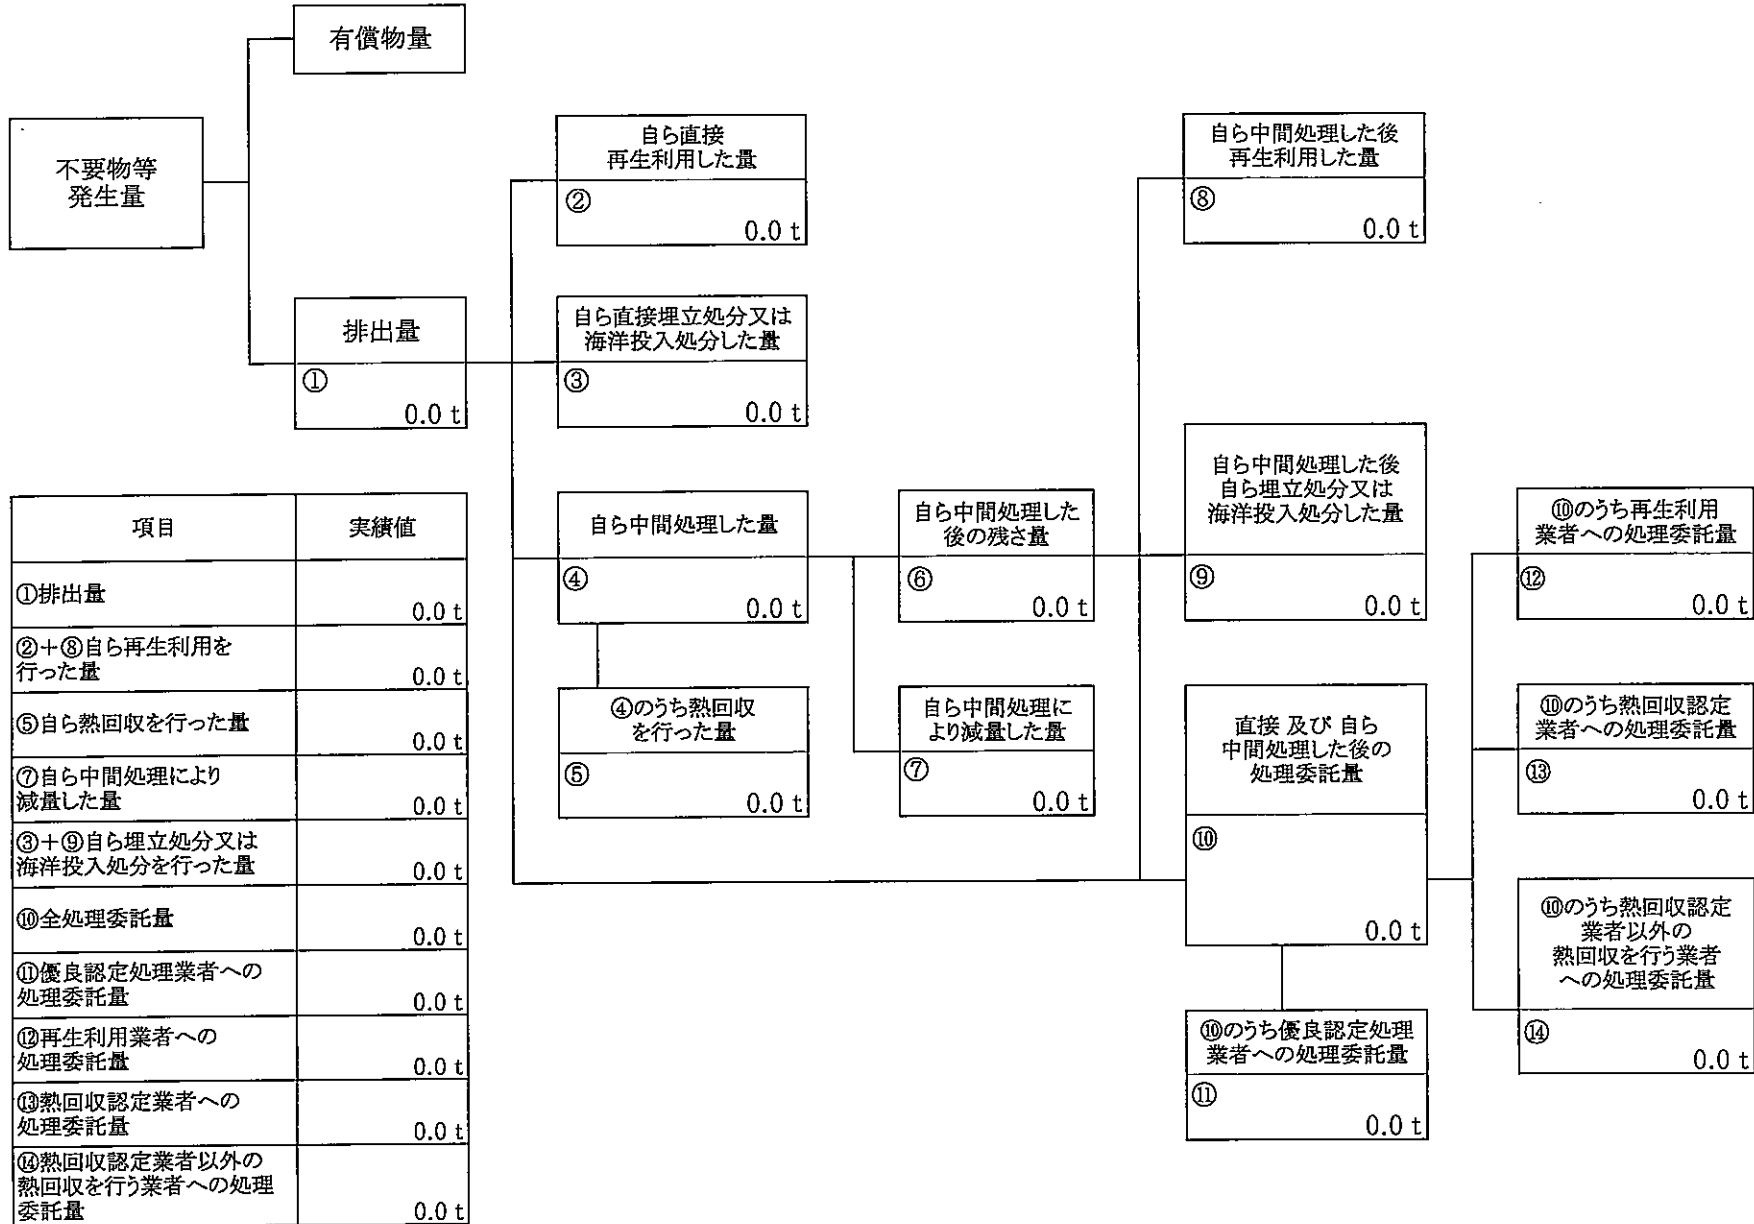 有償物量
不要物等
発生量
自ら直接
再生利用した量
②
0.0 t
自ら中間処理した後
再生利用した量
⑧
0.0 t
排出量
①
0.0 t
自ら直接埋立処分又は
海洋投入処分した量
③
0.0 t
自ら中間処理した量
④
0.0 t
自ら中間処理した
後の残さ量
⑥
0.0 t
自ら中間処理した後
自ら埋立処分又は
海洋投入処分した量
⑨
0.0 t
⑩のうち再生利用
業者への処理委託量
⑫
0.0 t
④のうち熱回収
を行った量
⑤
0.0 t
自ら中間処理に
より減量した量
⑦
0.0 t
直接 及び 自ら
中間処理した後の
処理委託量
⑩
0.0 t
⑩のうち熱回収認定
業者への処理委託量
⑬
0.0 t
⑩のうち熱回収認定
業者以外の
熱回収を行う業者
への処理委託量
⑭
0.0 t
⑩のうち優良認定処理
業者への処理委託量
⑪
0.0 t
項目 実績値
①排出量
0.0 t
②+⑧自ら再生利用を
行った量
0.0 t
⑤自ら熱回収を行った量
0.0 t
⑦自ら中間処理により
減量した量
0.0 t
③+⑨自ら埋立処分又は
海洋投入処分を行った量
0.0 t
⑩全処理委託量
0.0 t
⑪優良認定処理業者への
処理委託量
0.0 t
⑫再生利用業者への
処理委託量
0.0 t
⑬熱回収認定業者への
処理委託量
0.0 t
⑭熱回収認定業者以外の
熱回収を行う業者への処理
委託量
0.0 t